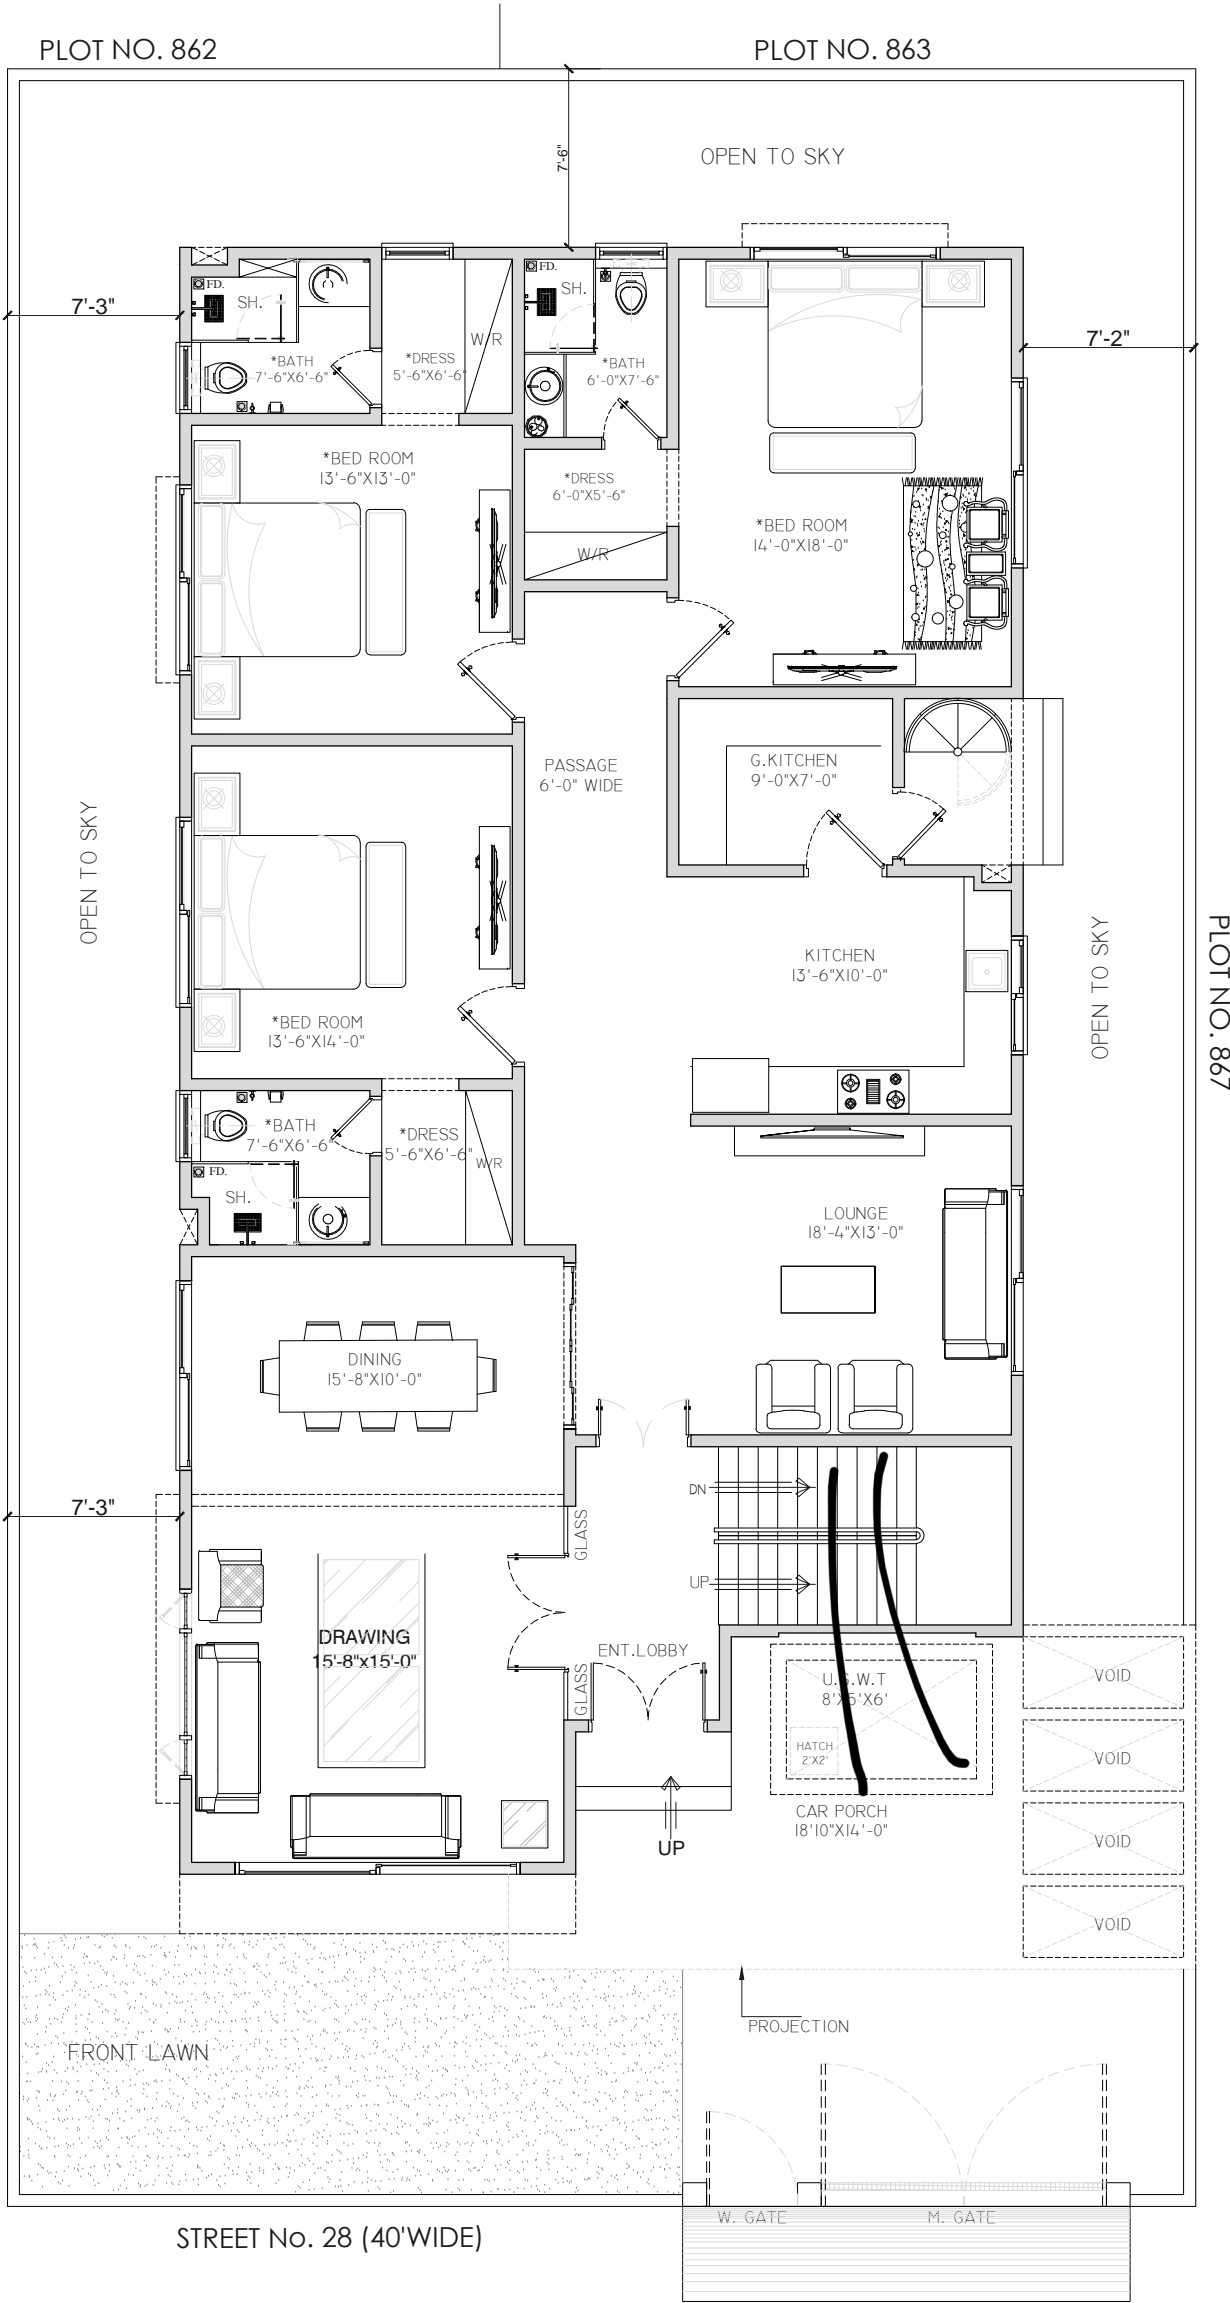 PLOT NO. 862
PLOT NO. 863
7'-6"
OPEN TO SKY
7'-3"
FD.
SH.
*BATH
7'-6"X6'-6"
*DRESS
5'-6"X6'-6"
W/R
FD.
SH.
*BATH
6'-0"X7'-6"
7'-2"
*BED ROOM
13'-6"X13'-0"
*DRESS
6'-0"X5'-6"
W/R
*BED ROOM
14'-0"X18'-0"
PASSAGE
6'-0" WIDE
G.KITCHEN
9'-0"X7'-0"
OPEN TO SKY
KITCHEN
13'-6"X10'-0"
OPEN TO SKY
PLOT NO. 867
*BED ROOM
13'-6"X14'-0"
*BATH
7'-6"X6'-6"
*DRESS
5'-6"X6'-6"
W/R
FD.
SH.
LOUNGE
18'-4"X13'-0"
DINING
15'-8"X10'-0"
7'-3"
DN
GLASS
UP
DRAWING
15'-8"x15'-0"
ENT.LOBBY
GLASS
U.G.W.T
8'X5'X6'
HATCH
2'X2'
VOID
VOID
CAR PORCH
18'10"X14'-0"
VOID
UP
VOID
PROJECTION
FRONT LAWN
W. GATE
M. GATE
STREET No. 28 (40'WIDE)